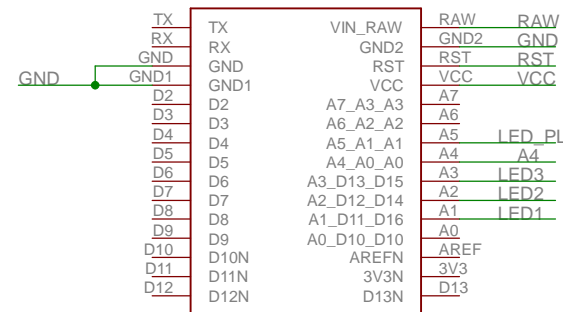 TX TX VIN_RAW RAW RAW
RX RX GND2 GND2 GND
GND GND RST RST RST
GND GND1 GND1 VCC VCC VCC
D2 D2 A7_A3_A3 A7
D3 D3 A6_A2_A2 A6
D4 D4 A5_A1_A1 A5 LED_PL
D5 D5 A4_A0_A0 A4 A4
D6 D6 A3_D13_D15 A3 LED3
D7 D7 A2_D12_D14 A2 LED2
D8 D8 A1_D11_D16 A1 LED1
D9 D9 A0_D10_D10 A0
D10 D10N AREFN AREF
D11 D11N 3V3N 3V3
D12 D12N D13N D13